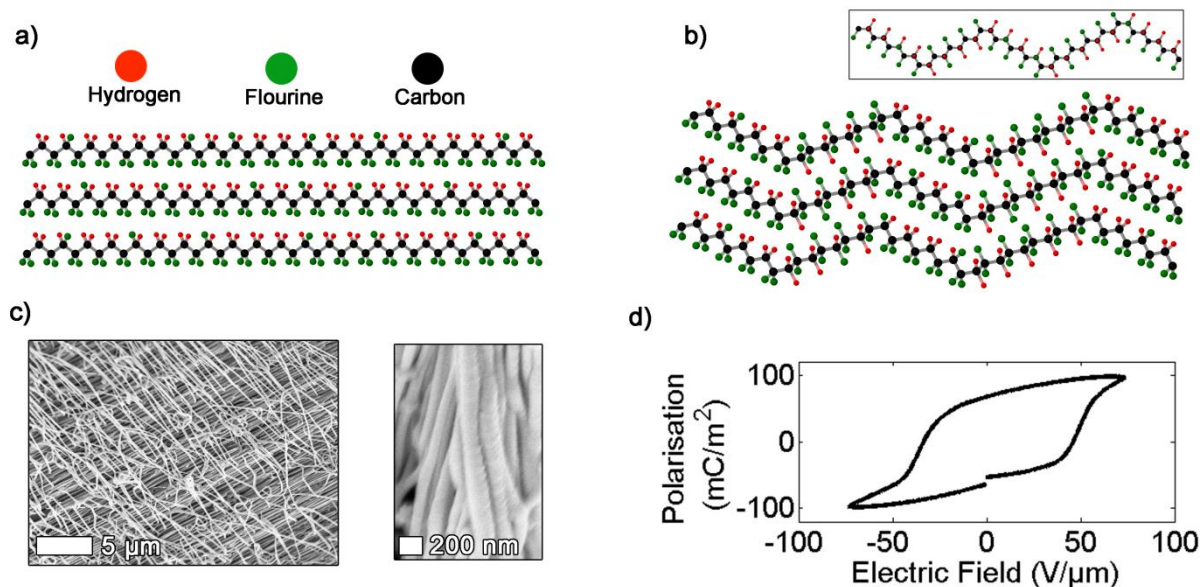 a)
Hydrogen
Flourine
Carbon
b)
c)
5 µm
200 nm
d)
Polarisation
(mC/m²)
100
0
-100
-100
-50
0
50
100
Electric Field (V/µm)